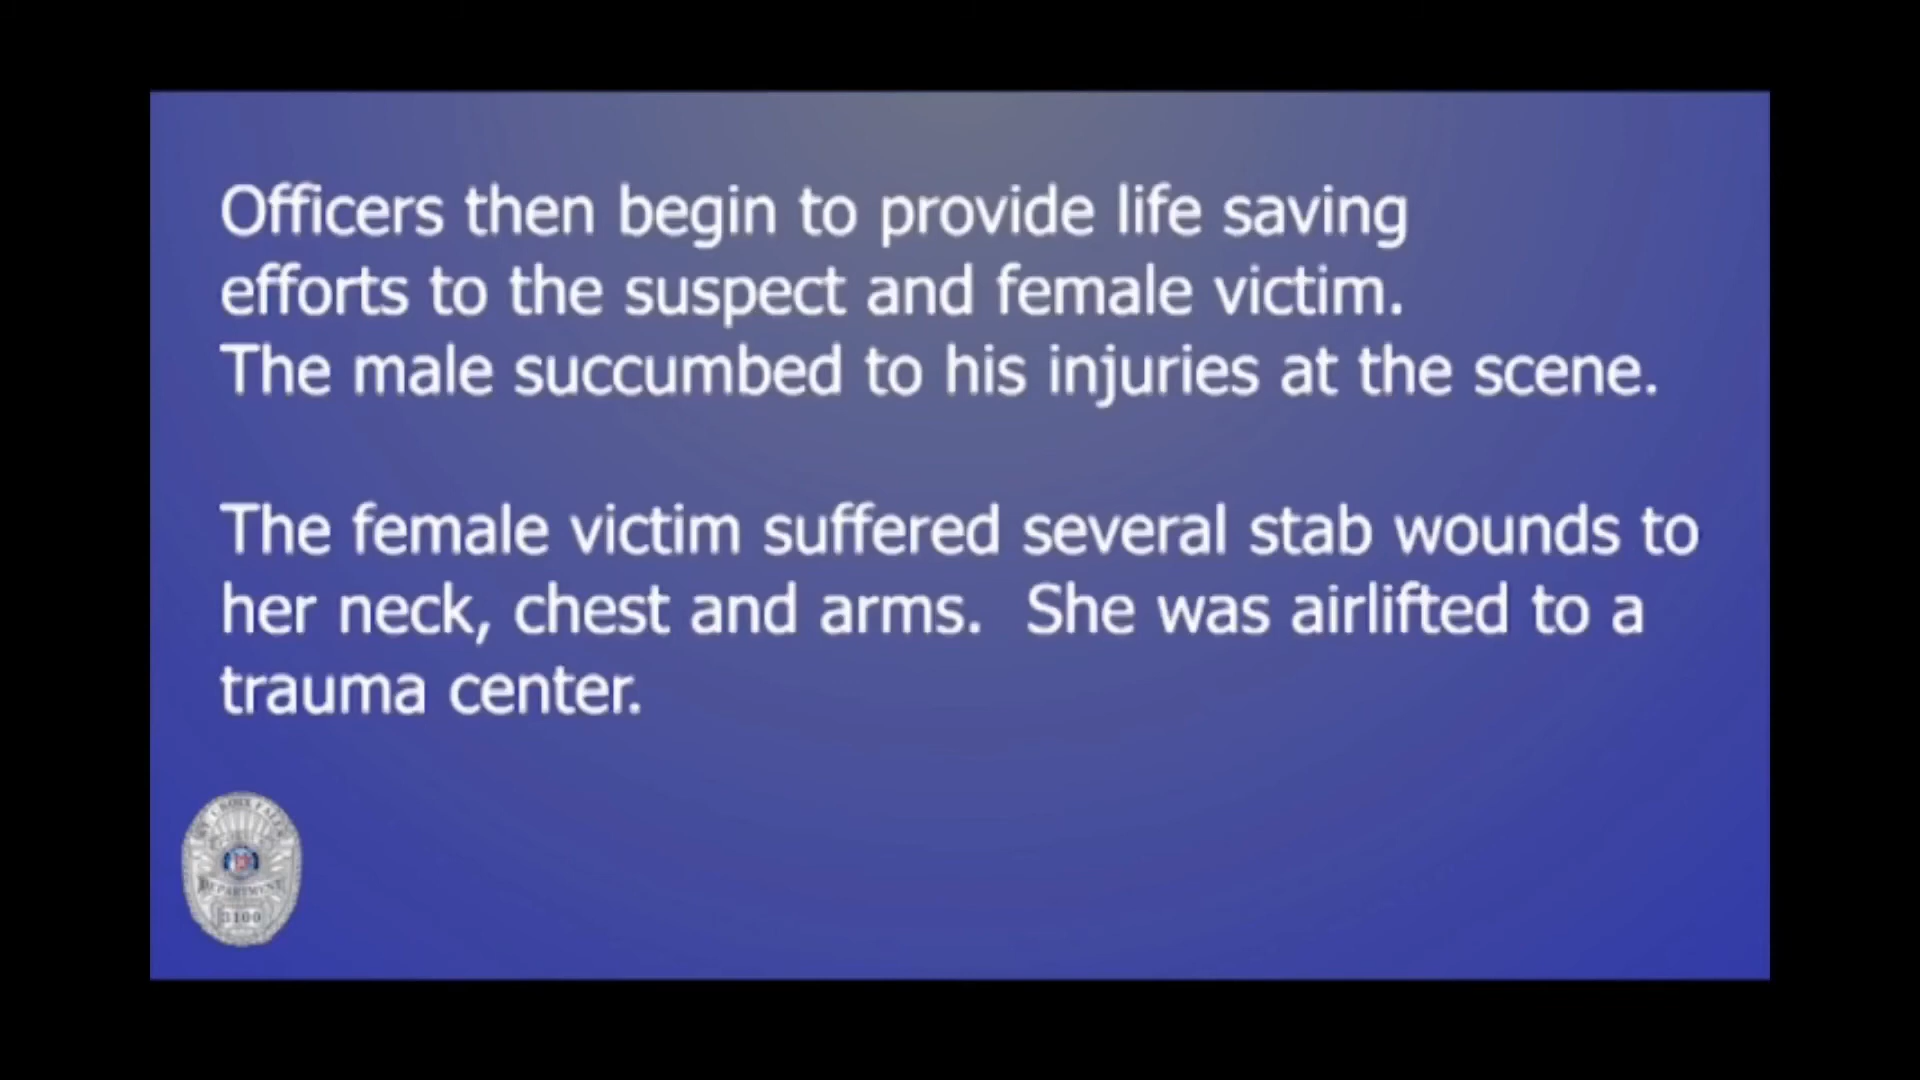 Officers then begin to provide life saving
efforts to the suspect and female victim.
The male succumbed to his injuries at the scene.
The female victim suffered several stab wounds to
her neck, chest and arms.  She was airlifted to a
trauma center.
DEPARTMENT
3100